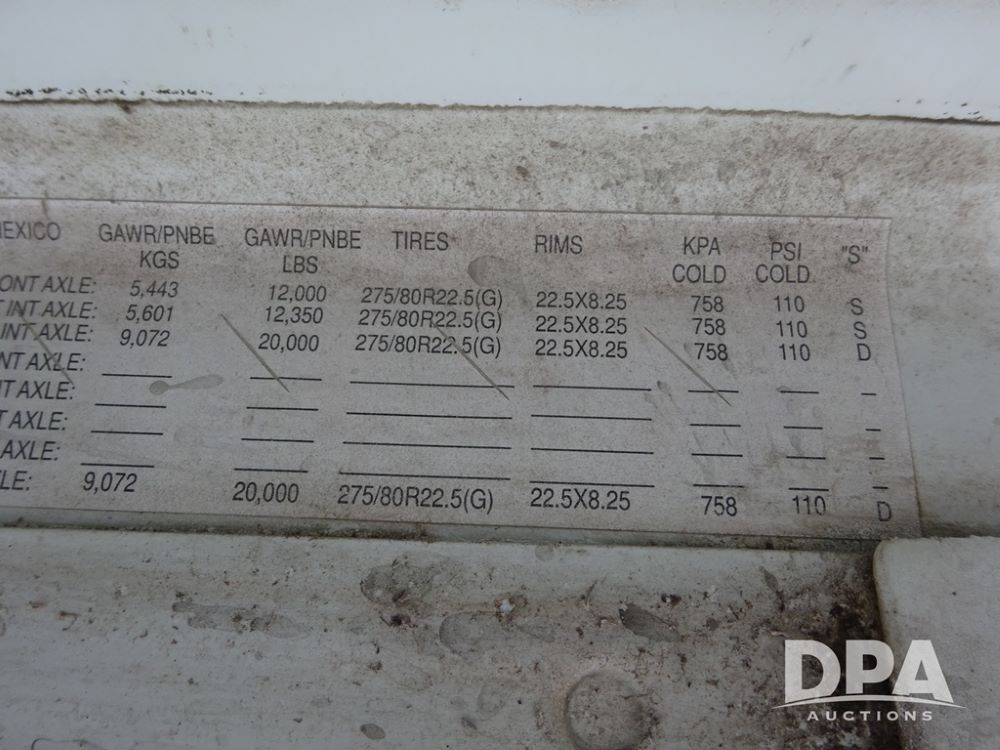 MEXICO GAWR/PNBE GAWR/PNBE TIRES RIMS KPA PSI "S"
KGS LBS COLD COLD
ONT AXLE: 5,443 12,000 275/80R22.5(G) 22.5X8.25 758 110 S
T INT AXLE: 5,601 12,350 275/80R22.5(G) 22.5X8.25 758 110 S
INT AXLE: 9,072 20,000 275/80R22.5(G) 22.5X8.25 758 110 D
NT AXLE:
NT AXLE:
T AXLE:
AXLE:
LE: 9,072 20,000 275/80R22.5(G) 22.5X8.25 758 110 D
DPA
AUCTIONS